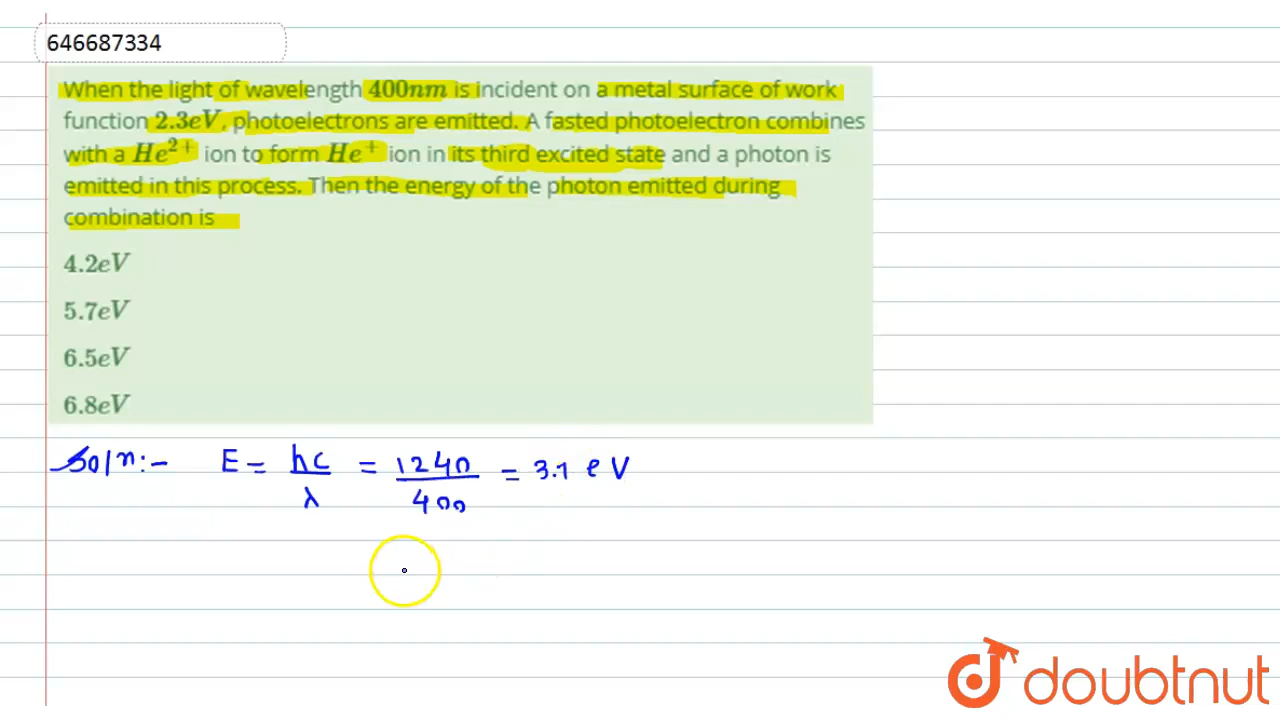 646687334
When the light of wavelength 400nm is incident on a metal surface of work
function 2.3eV, photoelectrons are emitted. A fasted photoelectron combines
with a He²⁺ ion to form He⁺ ion in its third excited state and a photon is
emitted in this process. Then the energy of the photon emitted during
combination is
4.2eV
5.7eV
6.5eV
6.8eV
Soln:- E = hc/λ = 1240/400 = 3.1 eV
doubtnut